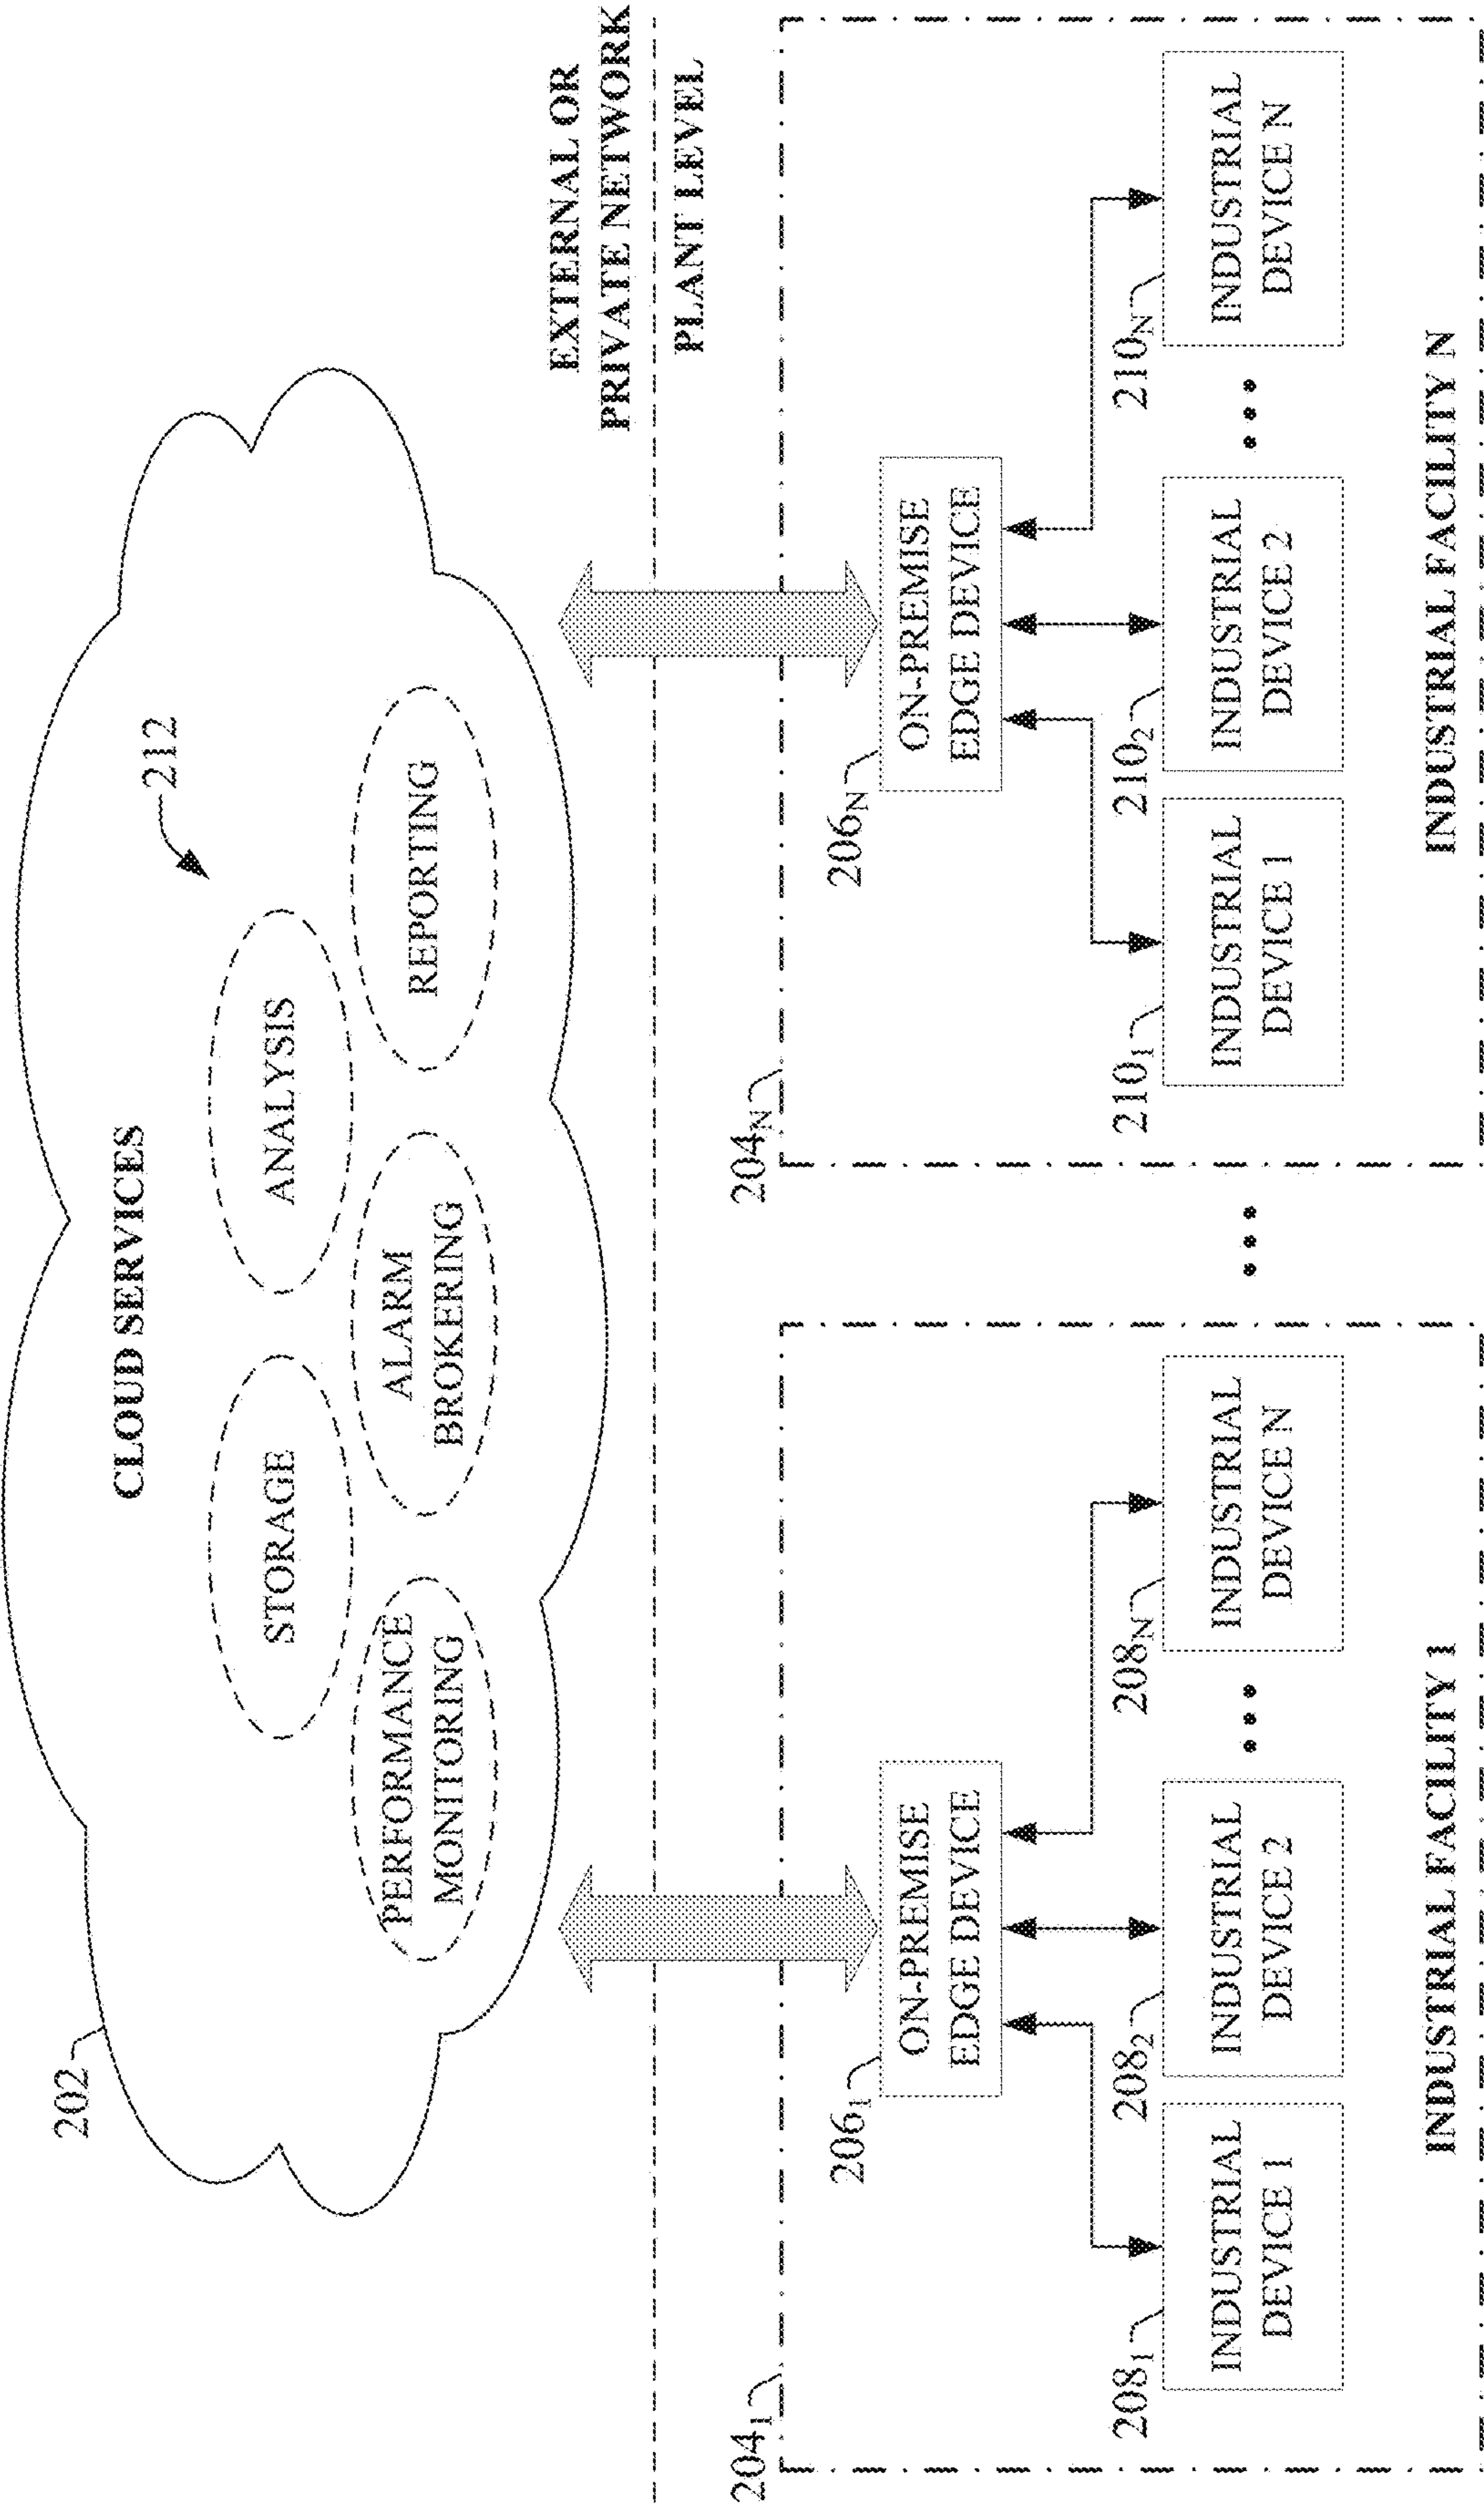 202
CLOUD SERVICES
212
STORAGE
ANALYSIS
PERFORMANCE
MONITORING
ALARM
BROKERING
REPORTING
EXTERNAL OR
PRIVATE NETWORK
PLANT LEVEL
204₁
206₁
ON-PREMISE
EDGE DEVICE
208₁
INDUSTRIAL
DEVICE 1
208₂
INDUSTRIAL
DEVICE 2
•••
208N
INDUSTRIAL
DEVICE N
INDUSTRIAL FACILITY 1
•••
204N
206N
ON-PREMISE
EDGE DEVICE
210₁
INDUSTRIAL
DEVICE 1
210₂
INDUSTRIAL
DEVICE 2
•••
210N
INDUSTRIAL
DEVICE N
INDUSTRIAL FACILITY N